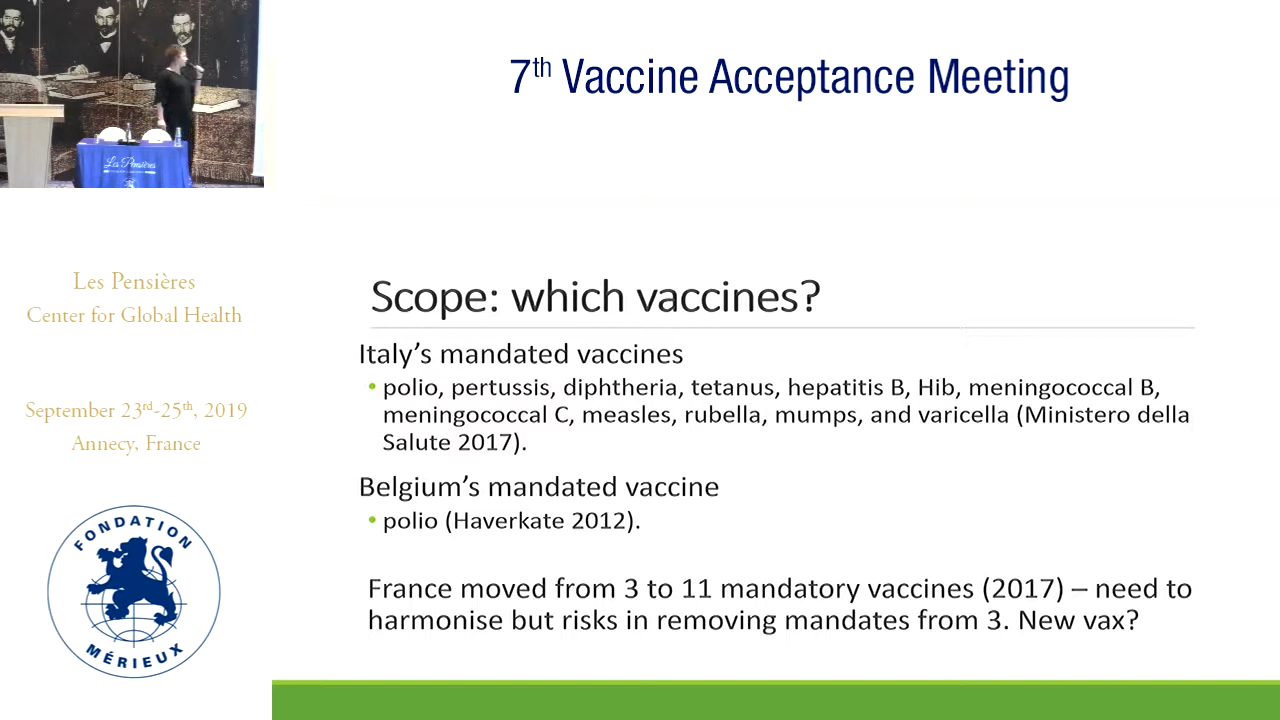 7th Vaccine Acceptance Meeting
Les Pensières
Les Pensières
Center for Global Health
September 23rd-25th, 2019
Annecy, France
FONDATION
MÉRIEUX
Scope: which vaccines?
Italy's mandated vaccines
• polio, pertussis, diphtheria, tetanus, hepatitis B, Hib, meningococcal B,
meningococcal C, measles, rubella, mumps, and varicella (Ministero della
Salute 2017).
Belgium's mandated vaccine
• polio (Haverkate 2012).
France moved from 3 to 11 mandatory vaccines (2017) – need to
harmonise but risks in removing mandates from 3. New vax?